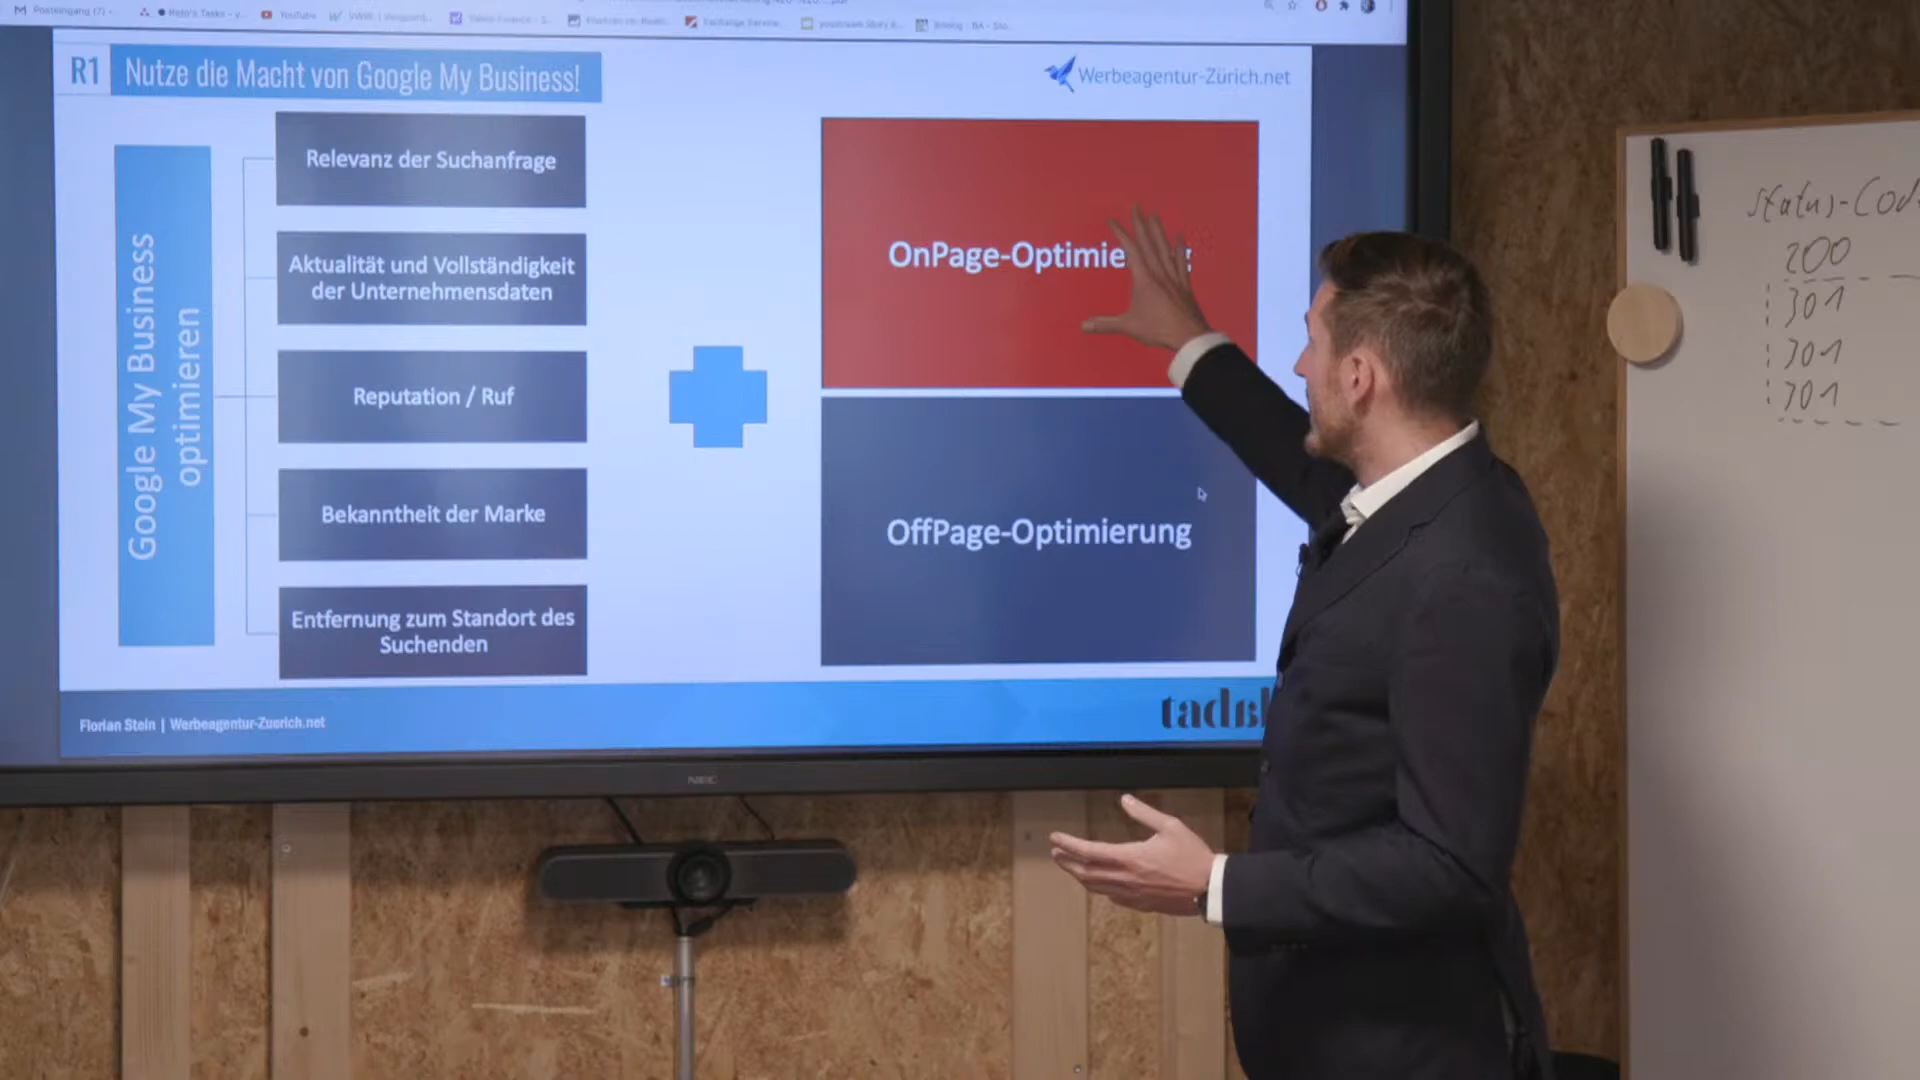 Posteingang (7)
YouTube
R1
Nutze die Macht von Google My Business!
Werbeagentur-Zürich.net
Google My Business
optimieren
Relevanz der Suchanfrage
Aktualität und Vollständigkeit
der Unternehmensdaten
Reputation / Ruf
Bekanntheit der Marke
Entfernung zum Standort des
Suchenden
OnPage-Optimie
OffPage-Optimierung
Florian Stein | Werbeagentur-Zuerich.net
NEC
Status-Cod
200
301
301
301